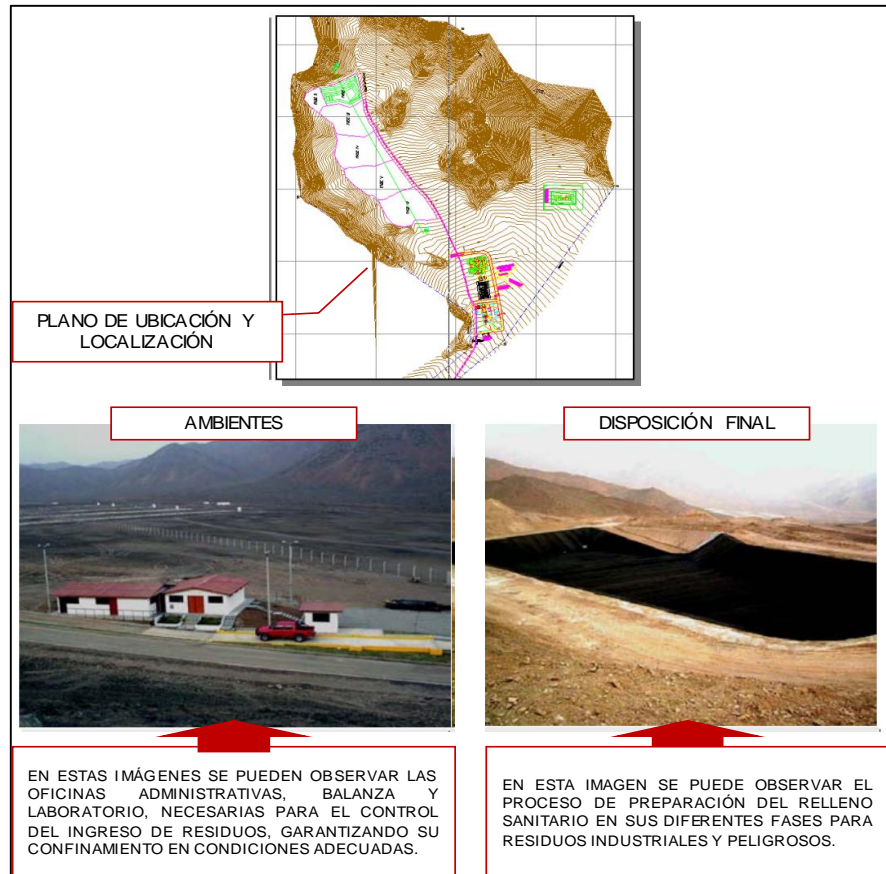 PLANO DE UBICACIÓN Y
LOCALIZACIÓN
AMBIENTES
DISPOSICIÓN FINAL
EN ESTAS IMÁGENES SE PUEDEN OBSERVAR LAS
OFICINAS ADMINISTRATIVAS, BALANZA Y
LABORATORIO, NECESARIAS PARA EL CONTROL
DEL INGRESO DE RESIDUOS, GARANTIZANDO SU
CONFINAMIENTO EN CONDICIONES ADECUADAS.
EN ESTA IMAGEN SE PUEDE OBSERVAR EL
PROCESO DE PREPARACIÓN DEL RELLENO
SANITARIO EN SUS DIFERENTES FASES PARA
RESIDUOS INDUSTRIALES Y PELIGROSOS.